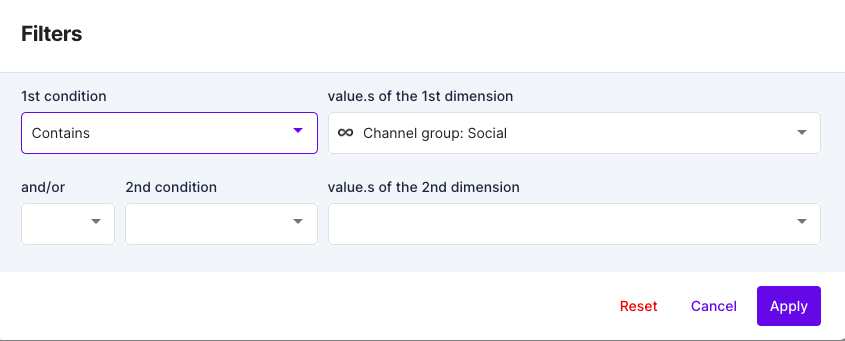 Filters
1st condition value.s of the 1st dimension
Contains Channel group: Social
and/or 2nd condition value.s of the 2nd dimension
Reset Cancel Apply